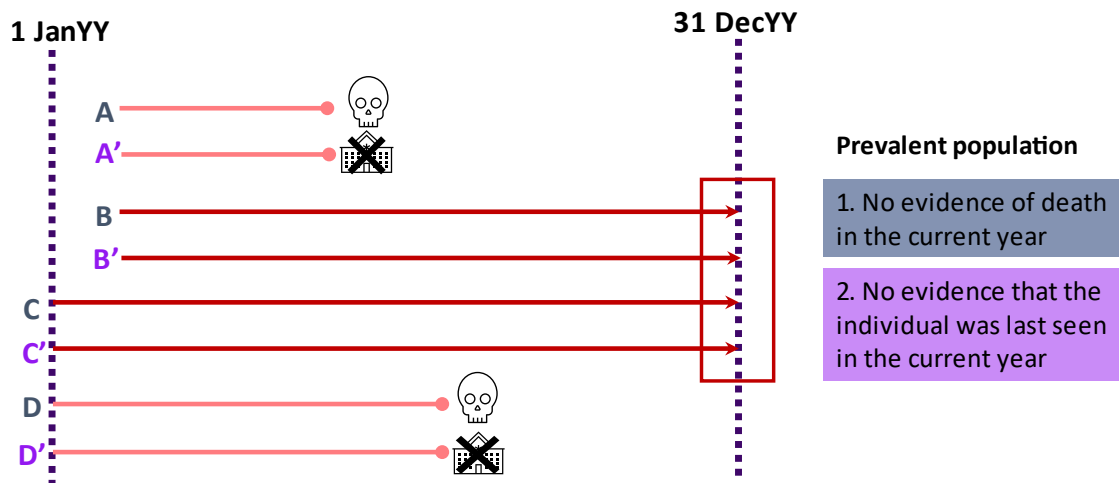 1 JanYY
31 DecYY
A
A’
B
B’
C
C’
D
D’
Prevalent population
1. No evidence of death
in the current year
2. No evidence that the
individual was last seen
in the current year